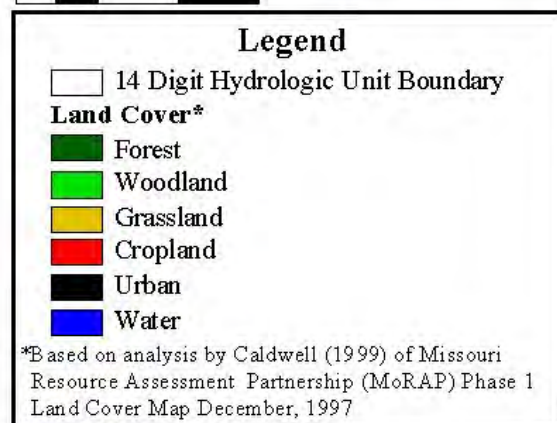 Legend
14 Digit Hydrologic Unit Boundary
Land Cover*
Forest
Woodland
Grassland
Cropland
Urban
Water
*Based on analysis by Caldwell (1999) of Missouri
Resource Assessment Partnership (MoRAP) Phase 1
Land Cover Map December, 1997